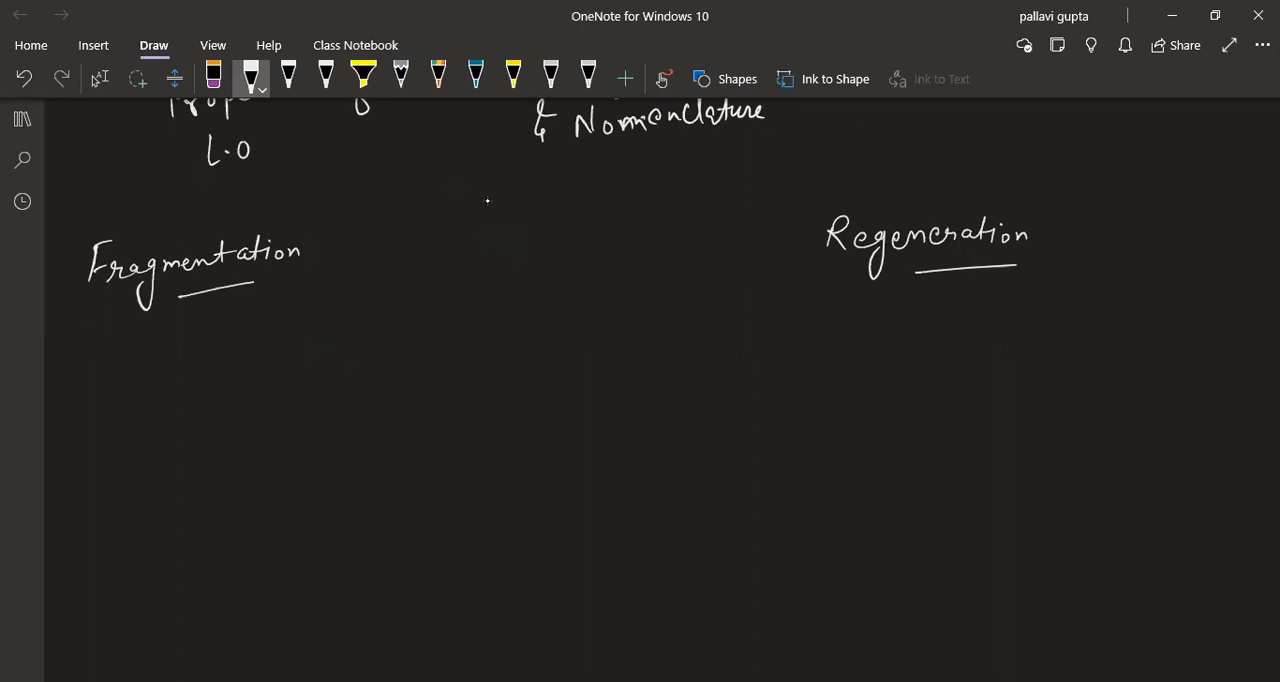 OneNote for Windows 10
pallavi gupta
Home Insert Draw View Help Class Notebook
Share
Shapes Ink to Shape Ink to Text
& Nomenclature
L.O
Fragmentation
Regeneration